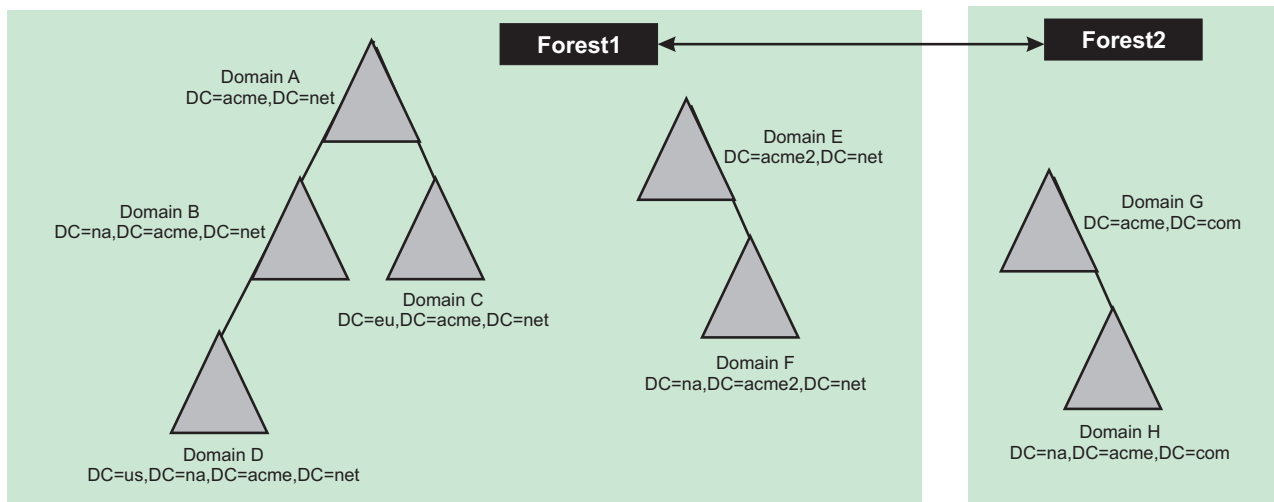 Forest1
Forest2
Domain A
DC=acme,DC=net
Domain B
DC=na,DC=acme,DC=net
Domain C
DC=eu,DC=acme,DC=net
Domain D
DC=us,DC=na,DC=acme,DC=net
Domain E
DC=acme2,DC=net
Domain F
DC=na,DC=acme2,DC=net
Domain G
DC=acme,DC=com
Domain H
DC=na,DC=acme,DC=com